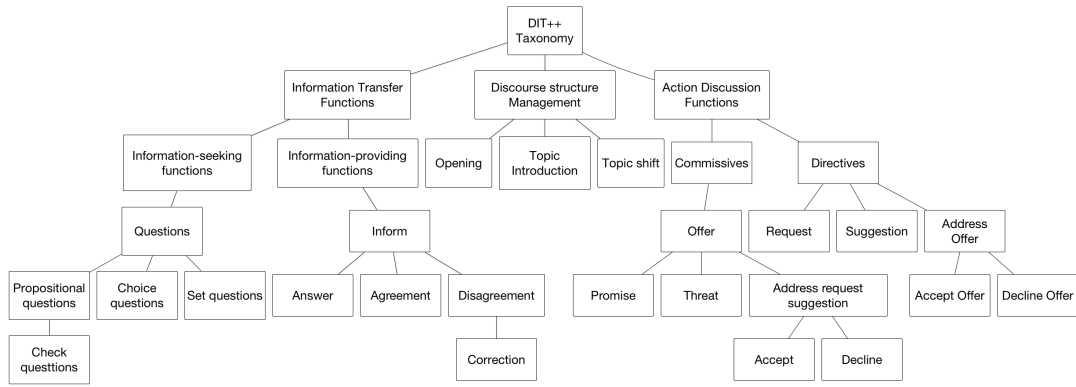 DIT++
Taxonomy
Information Transfer
Functions
Discourse structure
Management
Action Discussion
Functions
Information-seeking
functions
Information-providing
functions
Opening
Topic
Introduction
Topic shift
Commissives
Directives
Questions
Inform
Offer
Request
Suggestion
Address
Offer
Propositional
questions
Choice
questions
Set questions
Answer
Agreement
Disagreement
Promise
Threat
Address request
suggestion
Accept Offer
Decline Offer
Check
questtions
Correction
Accept
Decline